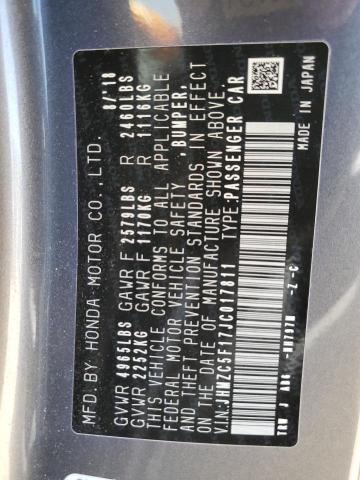 MFD. BY HONDA MOTOR CO., LTD. 8/'18
GVWR 4965LBS GAWR F 2579LBS R 2460LBS
GVWR 2252KG GAWR F 1170KG R 1116KG
THIS VEHICLE CONFORMS TO ALL APPLICABLE
FEDERAL MOTOR VEHICLE SAFETY , BUMPER,
AND THEFT PREVENTION STANDARDS IN EFFECT
ON THE DATE OF MANUFACTURE SHOWN ABOVE.
V.I.N:JHMZC5F17JC017811 TYPE:PASSENGER CAR
-Z -C
MADE IN JAPAN